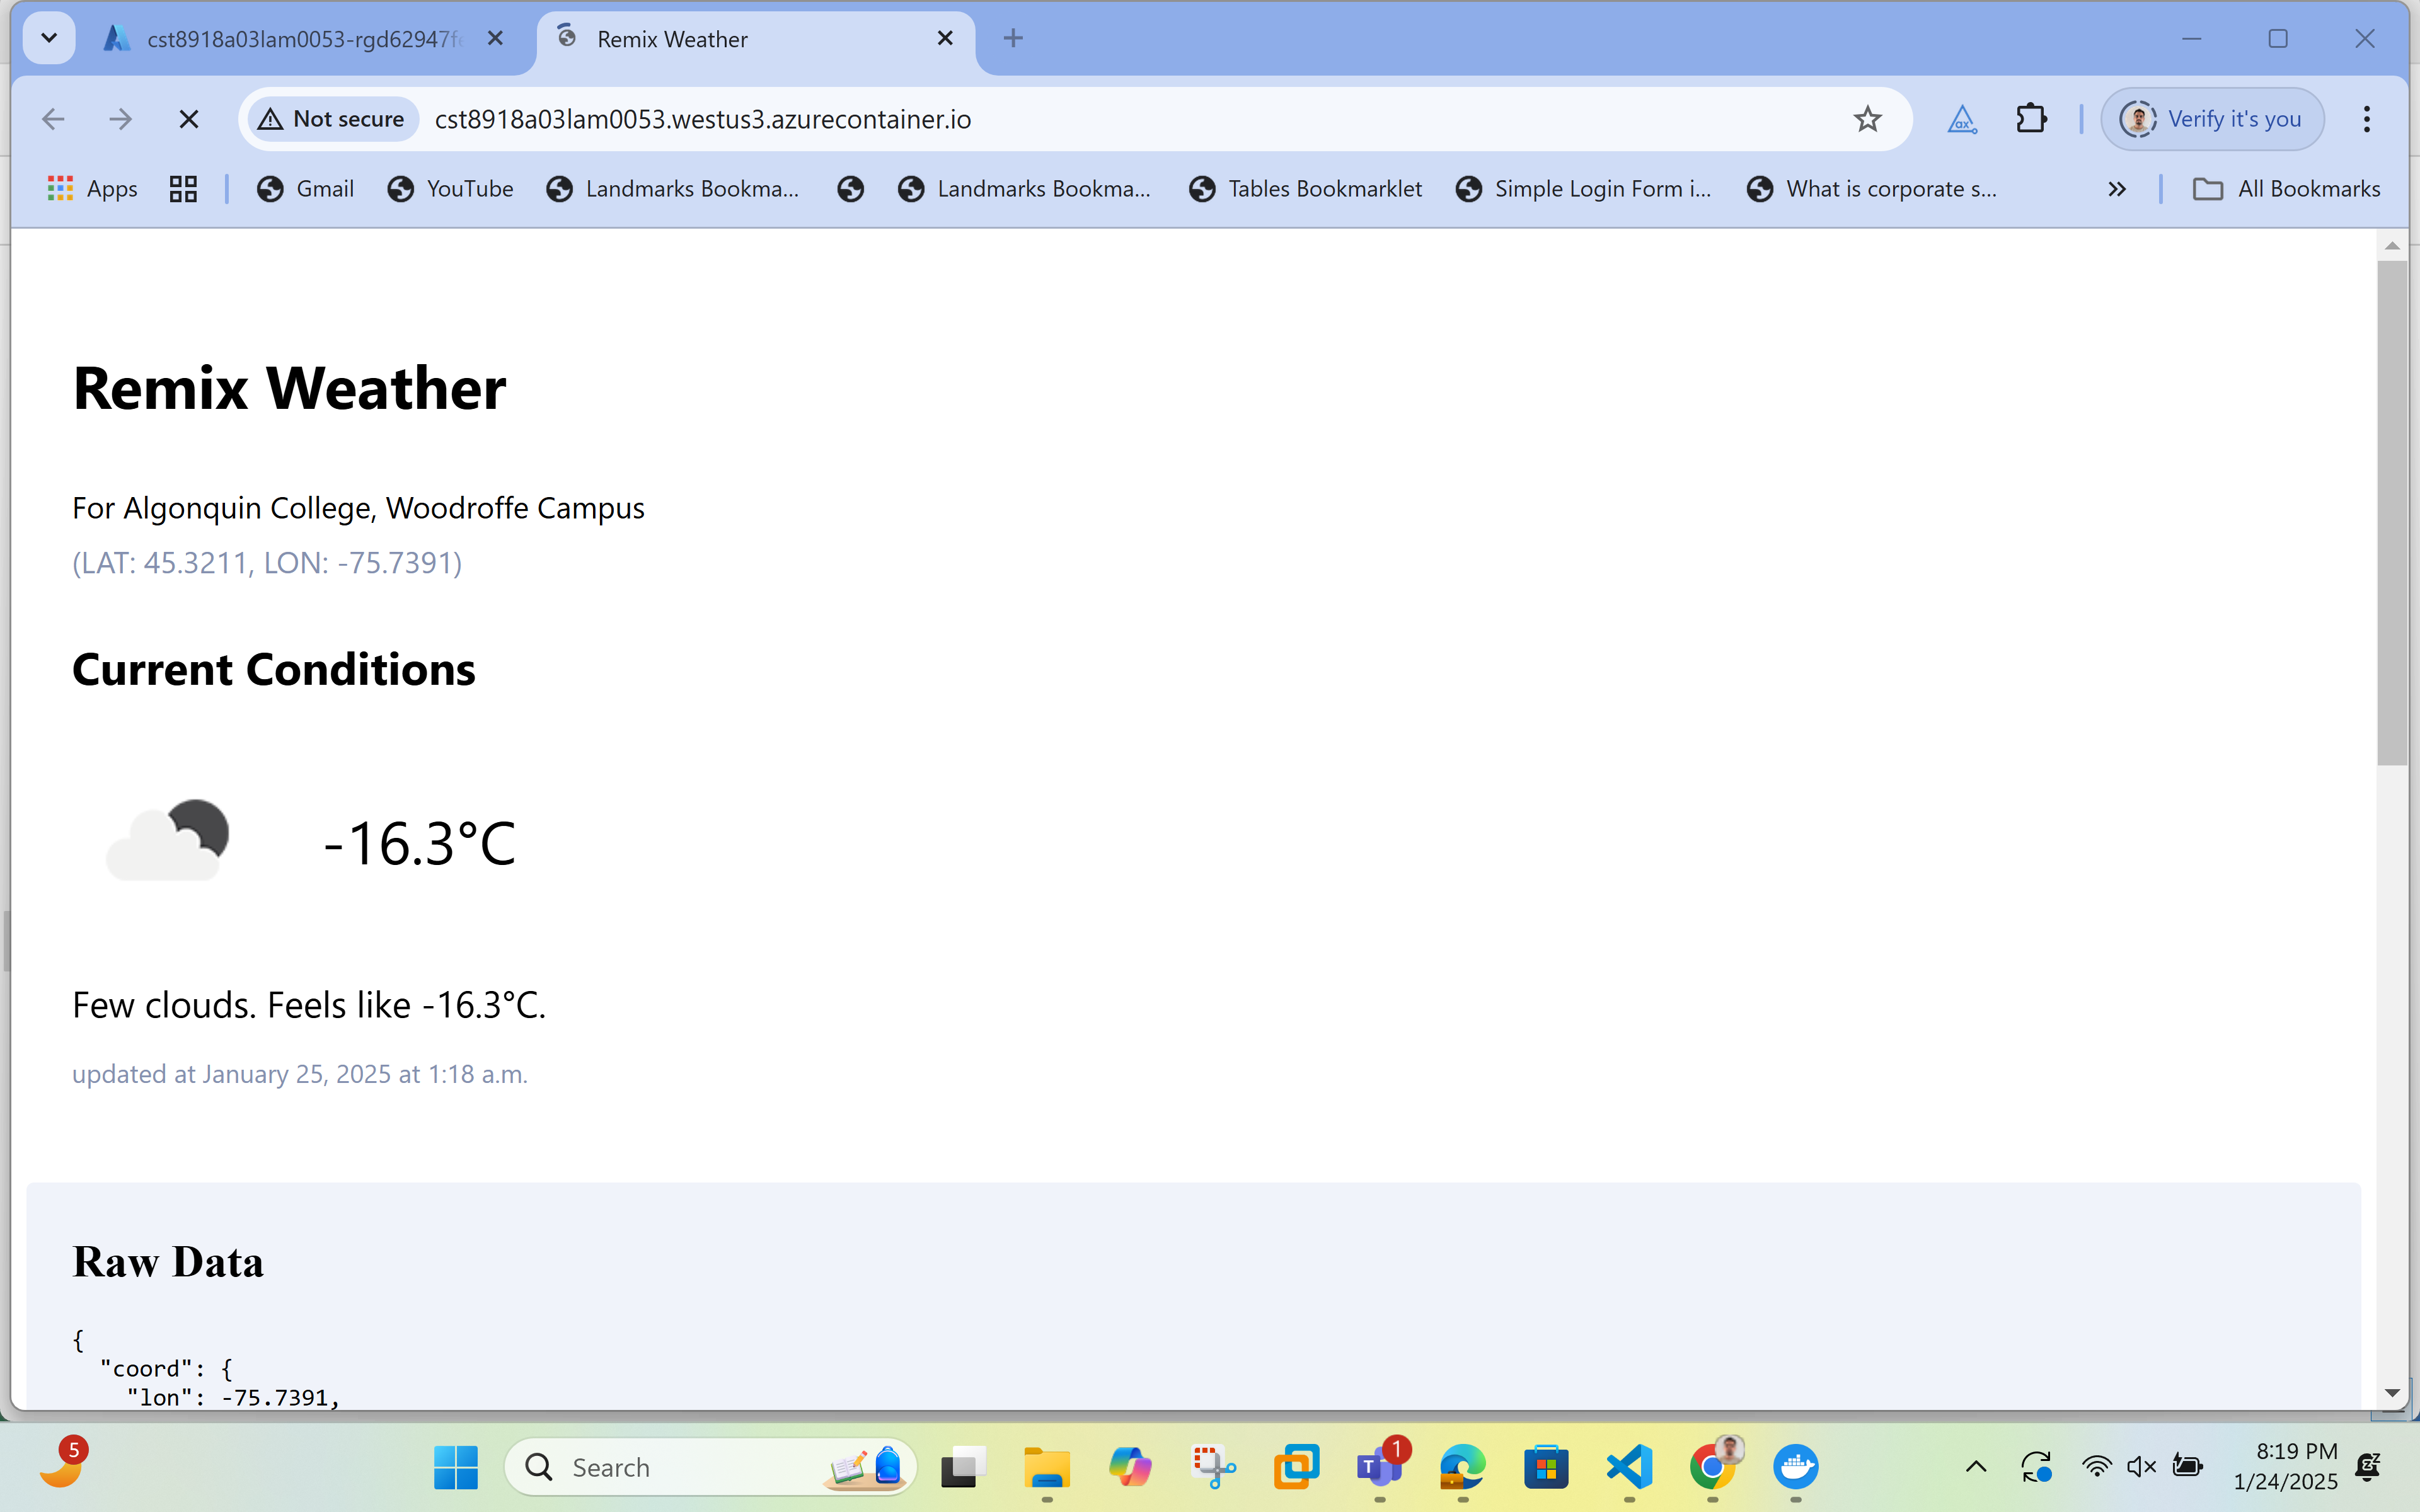 cst8918a03lam0053-rgd62947f
Remix Weather
Not secure
cst8918a03lam0053.westus3.azurecontainer.io
ax
Verify it's you
Apps
Gmail
YouTube
Landmarks Bookma...
Landmarks Bookma...
Tables Bookmarklet
Simple Login Form i...
What is corporate s...
All Bookmarks
Remix Weather
For Algonquin College, Woodroffe Campus
(LAT: 45.3211, LON: -75.7391)
Current Conditions
-16.3°C
Few clouds. Feels like -16.3°C.
updated at January 25, 2025 at 1:18 a.m.
Raw Data
{
"coord": {
"lon": -75.7391,
5
Search
T
1
8:19 PM
1/24/2025